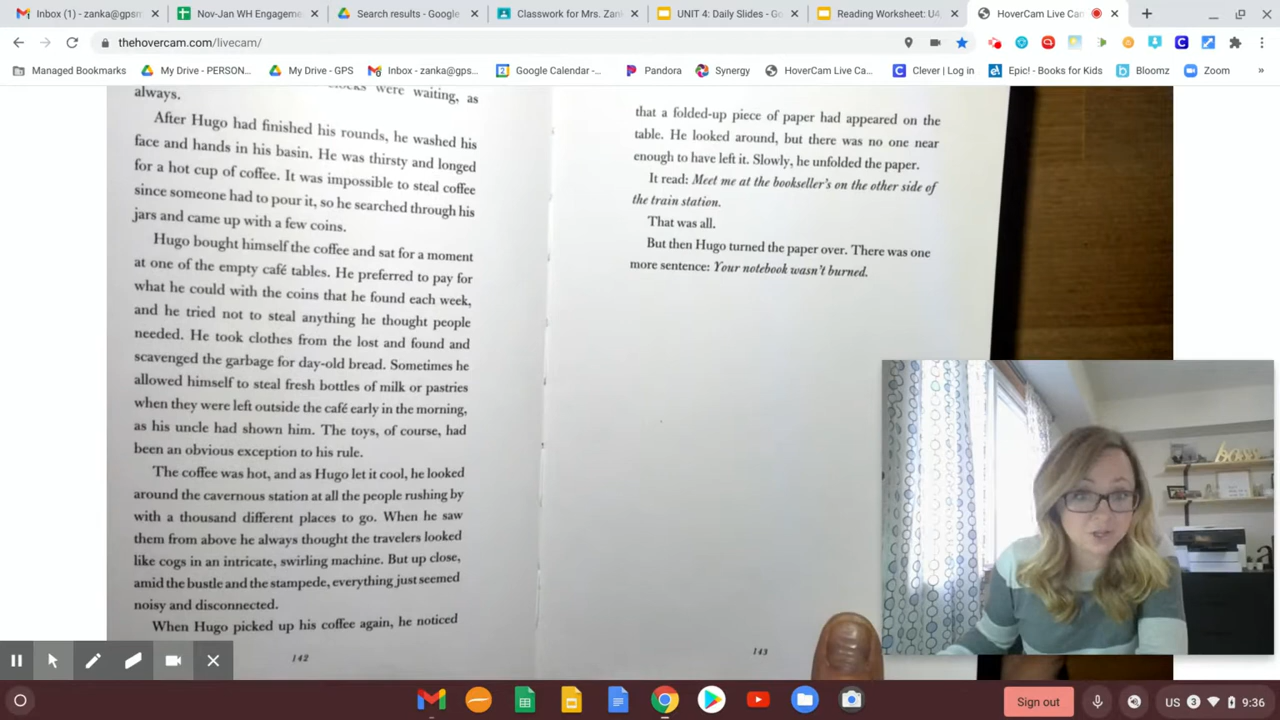 Inbox (1) - zanka@gpsm
Nov-Jan WH Engageme
Search results - Google
Classwork for Mrs. Zan
UNIT 4: Daily Slides - Go
Reading Worksheet: U4
HoverCam Live Can
thehovercam.com/livecam/
Managed Bookmarks
My Drive - PERSON...
My Drive - GPS
Inbox - zanka@gps...
Google Calendar -...
Pandora
Synergy
HoverCam Live Ca...
Clever | Log in
Epic! - Books for Kids
Bloomz
Zoom
were waiting, as
always.
After Hugo had finished his rounds, he washed his
face and hands in his basin. He was thirsty and longed
for a hot cup of coffee. It was impossible to steal coffee
since someone had to pour it, so he searched through his
jars and came up with a few coins.
Hugo bought himself the coffee and sat for a moment
at one of the empty café tables. He preferred to pay for
what he could with the coins that he found each week,
and he tried not to steal anything he thought people
needed. He took clothes from the lost and found and
scavenged the garbage for day-old bread. Sometimes he
allowed himself to steal fresh bottles of milk or pastries
when they were left outside the café early in the morning,
as his uncle had shown him. The toys, of course, had
been an obvious exception to his rule.
The coffee was hot, and as Hugo let it cool, he looked
around the cavernous station at all the people rushing by
with a thousand different places to go. When he saw
them from above he always thought the travelers looked
like cogs in an intricate, swirling machine. But up close,
amid the bustle and the stampede, everything just seemed
noisy and disconnected.
When Hugo picked up his coffee again, he noticed
142
that a folded-up piece of paper had appeared on the
table. He looked around, but there was no one near
enough to have left it. Slowly, he unfolded the paper.
It read: Meet me at the bookseller's on the other side of
the train station.
That was all.
But then Hugo turned the paper over. There was one
more sentence: Your notebook wasn't burned.
143
Sign out
US
3
9:36